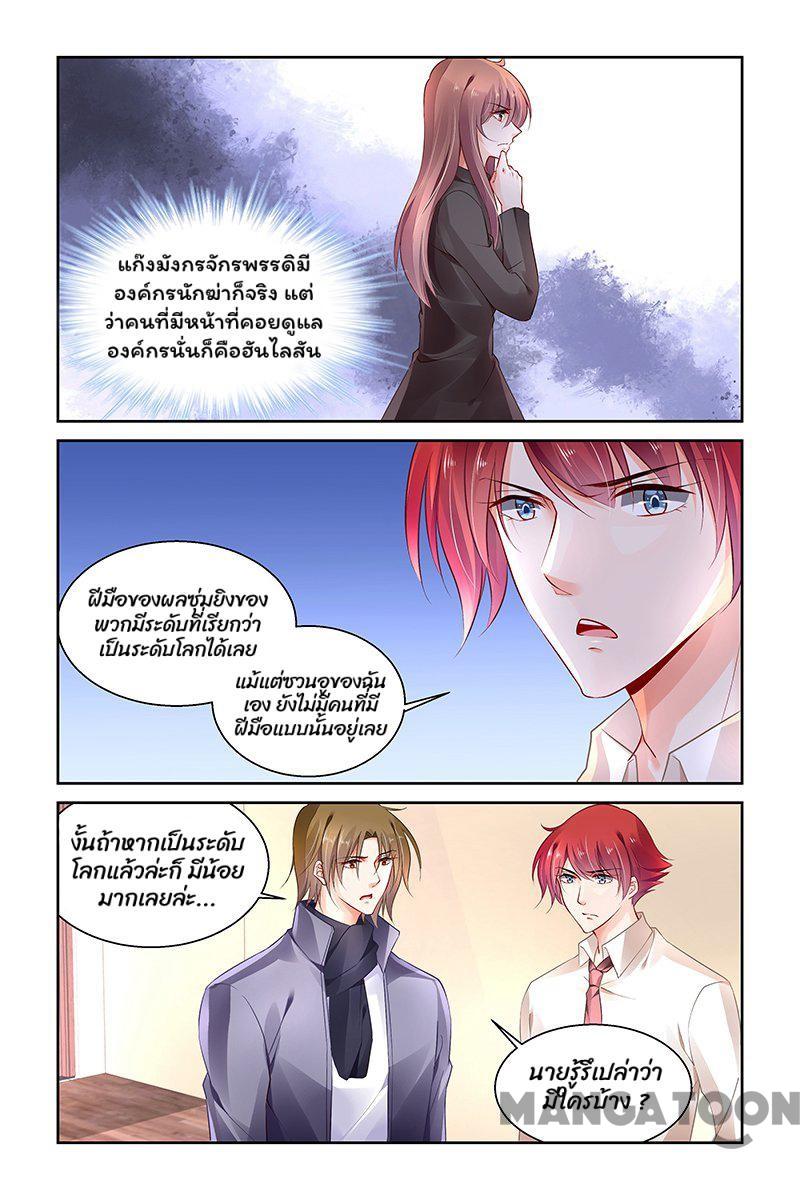 แก๊งมังกรจักรพรรดิมี
องค์กรนักฆ่าก็จริง แต่
ว่าคนที่มีหน้าที่คอยดูแล
องค์กรนั่นก็คือฮันไลสัน
ฝีมือของผลซุ่มยิงของ
พวกมีระดับที่เรียกว่า
เป็นระดับโลกได้เลย
แม้แต่ซวนอูของฉัน
เอง ยังไม่มีคนที่มี
ฝีมือแบบนั้นอยู่เลย
งั้นถ้าหากเป็นระดับ
โลกแล้วล่ะก็ มีน้อย
มากเลยล่ะ...
นายรู้รึเปล่าว่า
มีใครบ้าง ?
MANGATOON